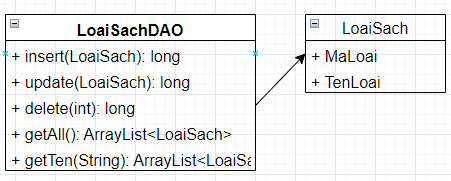 LoaiSachDAO
+ insert(LoaiSach): long
+ update(LoaiSach): long
+ delete(int): long
+ getAll(): ArrayList<LoaiSach>
+ getTen(String): ArrayList<LoaiSa
LoaiSach
+ MaLoai
+ TenLoai